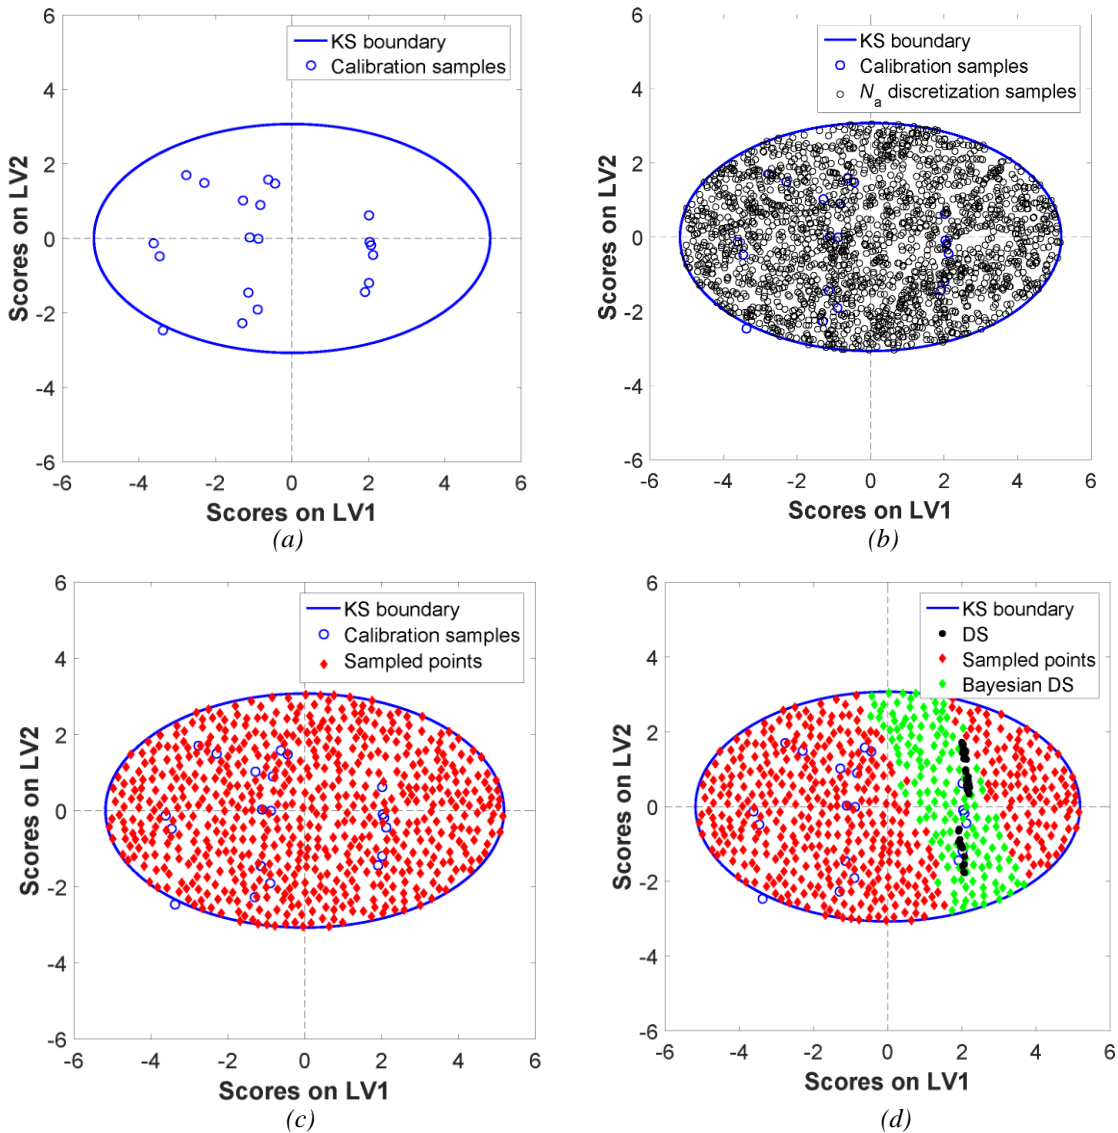 6
4
2
0
-2
-4
-6
-6
-4
-2
0
2
4
6
Scores on LV2
Scores on LV1
KS boundary
Calibration samples
(a)
6
4
2
0
-2
-4
-6
-6
-4
-2
0
2
4
6
Scores on LV2
Scores on LV1
KS boundary
Calibration samples
Na discretization samples
(b)
6
4
2
0
-2
-4
-6
-6
-4
-2
0
2
4
6
Scores on LV2
Scores on LV1
KS boundary
Calibration samples
Sampled points
(c)
6
4
2
0
-2
-4
-6
-6
-4
-2
0
2
4
6
Scores on LV2
Scores on LV1
KS boundary
DS
Sampled points
Bayesian DS
(d)